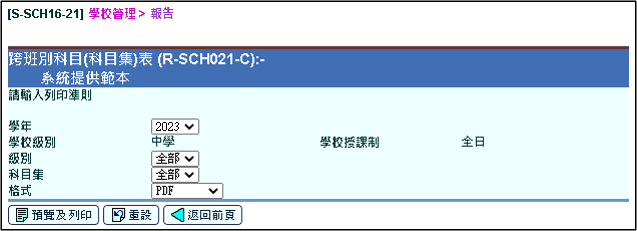 [S-SCH16-21] 學校管理 > 報告
跨班別科目(科目集)表 (R-SCH021-C):-
系統提供範本
請輸入列印準則
學年 2023
學校級別 中學 學校授課制 全日
級別 全部
科目集 全部
格式 PDF
預覽及列印 重設 返回前頁